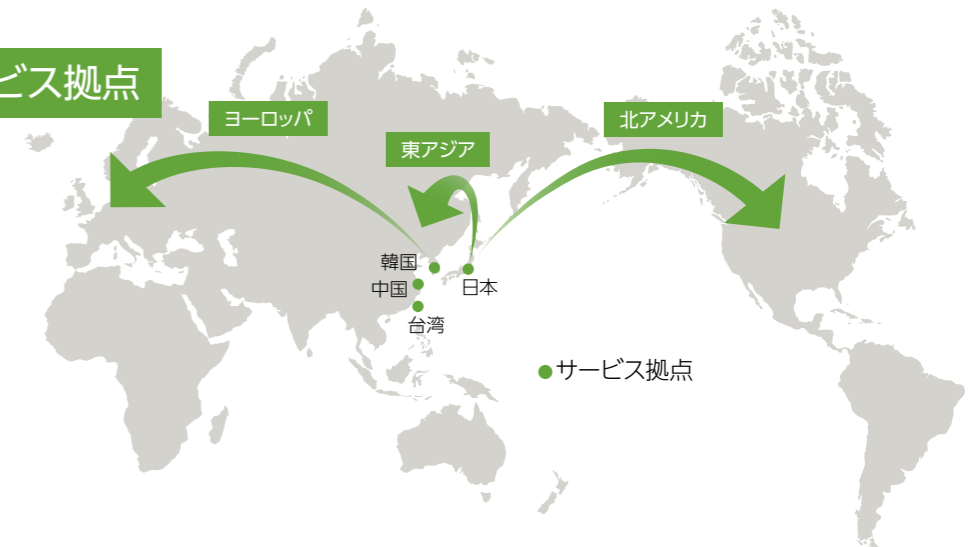 ビス拠点
ヨーロッパ
東アジア
北アメリカ
韓国
中国
日本
台湾
●サービス拠点